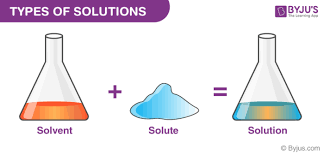 TYPES OF SOLUTIONS
BYJU'S
The Learning App
+
=
Solvent
Solute
Solution
© Byjus.com